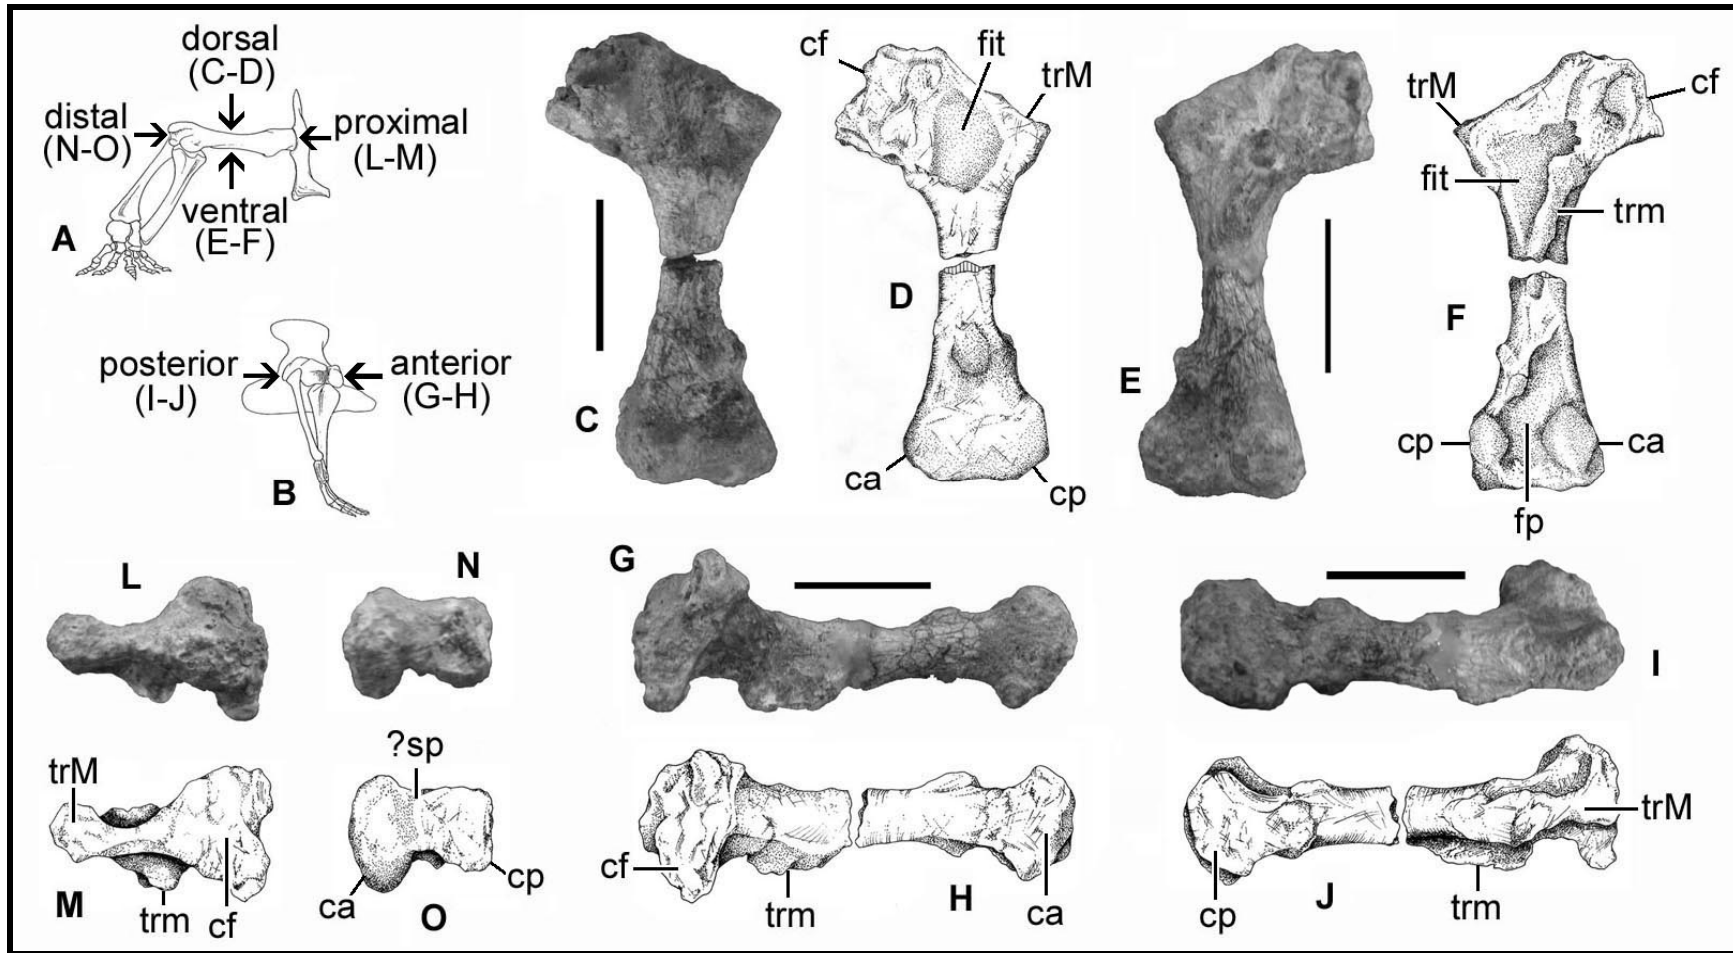 dorsal
(C-D)
distal
(N-O)
proximal
(L-M)
ventral
(E-F)
A
posterior
(I-J)
anterior
(G-H)
B
C
cf
fit
trM
D
ca
cp
E
trM
cf
fit
trm
F
cp
ca
fp
L
N
G
I
trM
M
trm
cf
?sp
ca
cp
O
cf
trm
H
ca
cp
J
trm
trM